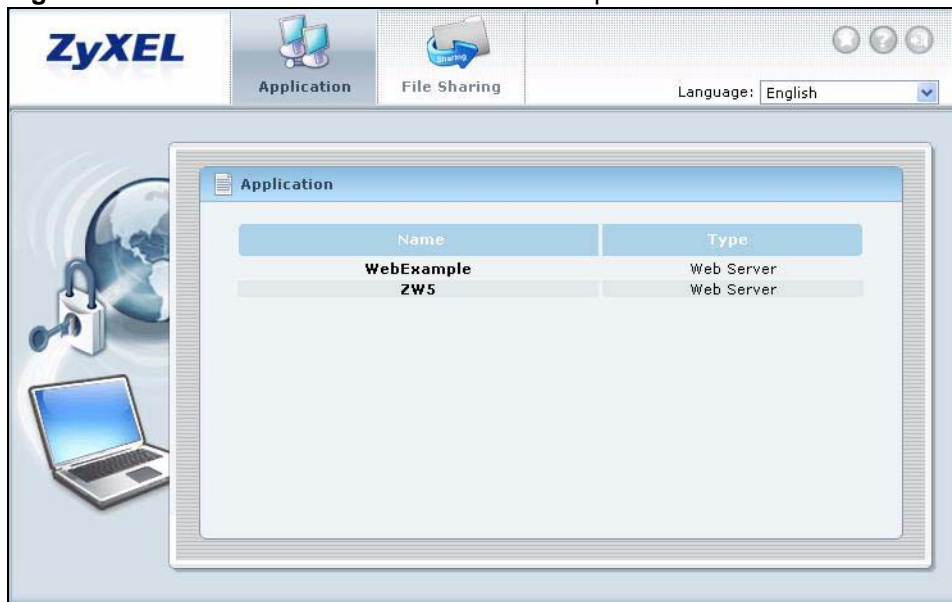 ZyXEL
Application
File Sharing
Sharing
Language: English
Application
Name Type
WebExample Web Server
ZW5 Web Server